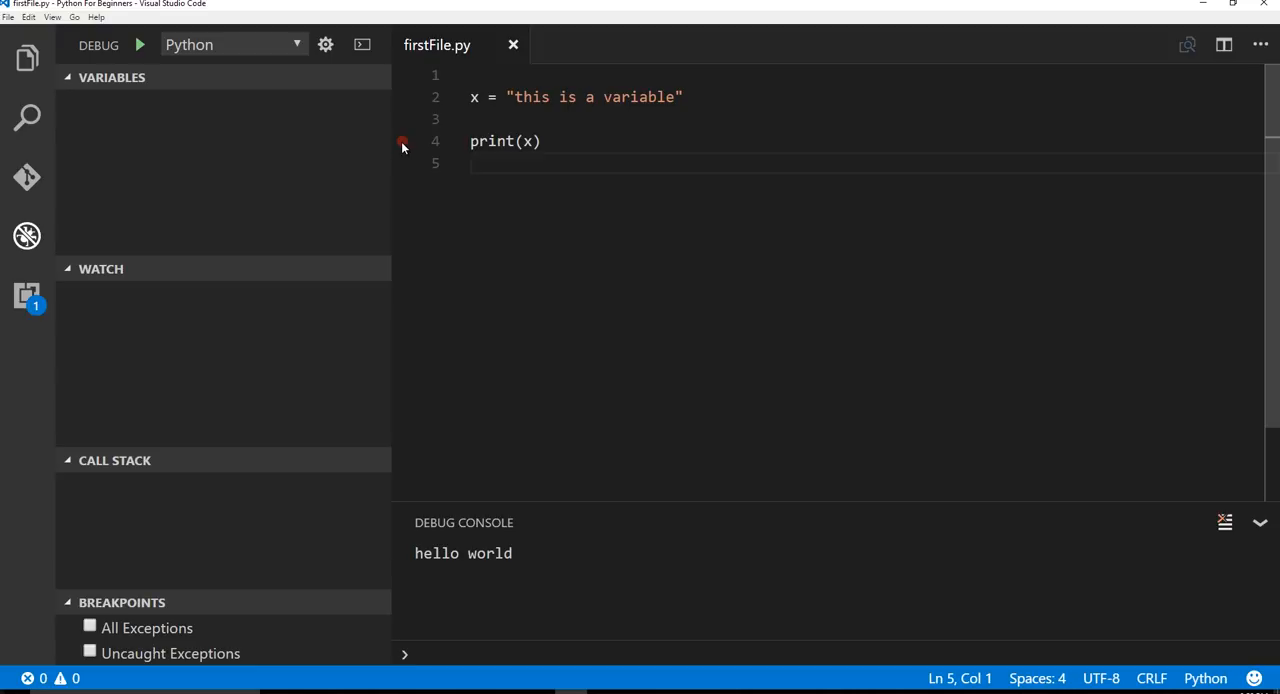 firstFile.py - Python For Beginners - Visual Studio Code
File Edit View Go Help
DEBUG Python
firstFile.py
VARIABLES
1
2 x = "this is a variable"
3
4 print(x)
5
WATCH
1
CALL STACK
DEBUG CONSOLE
hello world
BREAKPOINTS
All Exceptions
Uncaught Exceptions
0 0 Ln 5, Col 1 Spaces: 4 UTF-8 CRLF Python